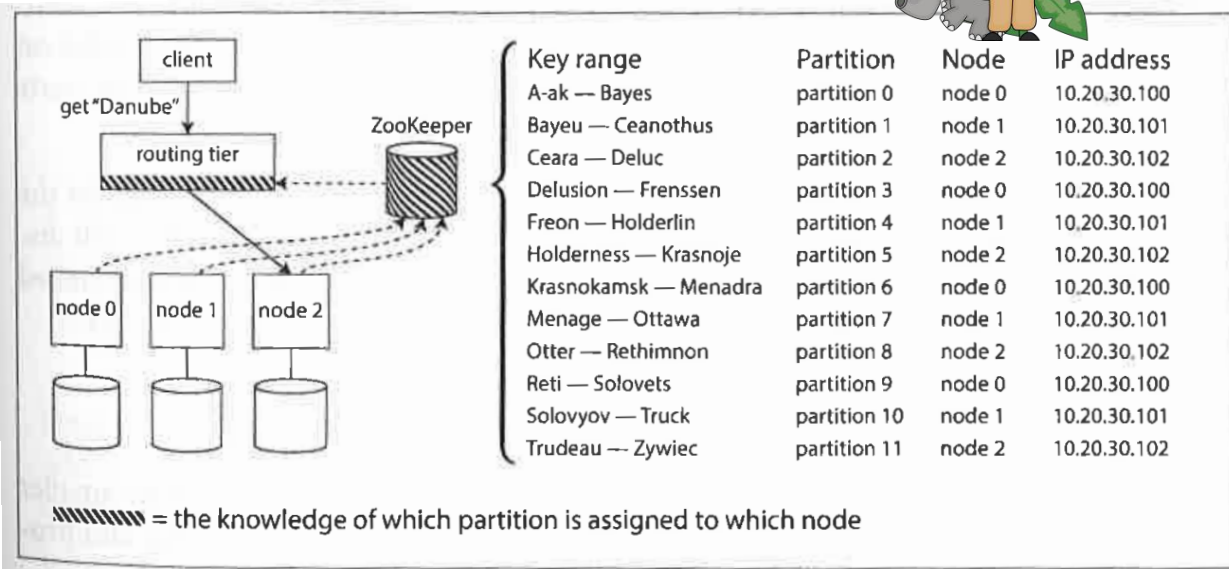 client
get "Danube"
routing tier
ZooKeeper
node 0
node 1
node 2
Key range Partition Node IP address
A-ak — Bayes partition 0 node 0 10.20.30.100
Bayeu — Ceanothus partition 1 node 1 10.20.30.101
Ceara — Deluc partition 2 node 2 10.20.30.102
Delusion — Frenssen partition 3 node 0 10.20.30.100
Freon — Holderlin partition 4 node 1 10.20.30.101
Holderness — Krasnoje partition 5 node 2 10.20.30.102
Krasnokamsk — Menadra partition 6 node 0 10.20.30.100
Menage — Ottawa partition 7 node 1 10.20.30.101
Otter — Rethimnon partition 8 node 2 10.20.30.102
Reti — Solovets partition 9 node 0 10.20.30.100
Solovyov — Truck partition 10 node 1 10.20.30.101
Trudeau — Zywiec partition 11 node 2 10.20.30.102
= the knowledge of which partition is assigned to which node